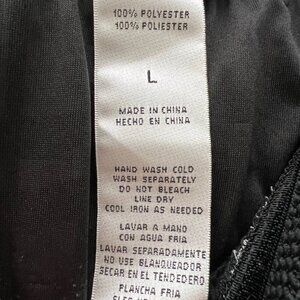 100% POLYESTER
100% POLIESTER
L
MADE IN CHINA
HECHO EN CHINA
HAND WASH COLD
WASH SEPARATELY
DO NOT BLEACH
LINE DRY
COOL IRON AS NEEDED
LAVAR A MANO
CON AGUA FRIA
LAVAR SEPARADAMENTE
NO USE BLANQUEADOR
SECAR EN EL TENDEDERO
PLANCHA FRIA